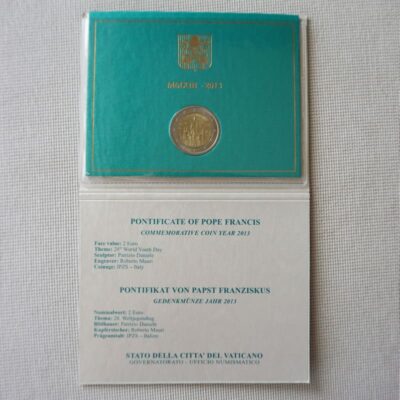 MMXIII - 2013
PONTIFICATE OF POPE FRANCIS
COMMEMORATIVE COIN YEAR 2013
Face value: 2 Euro
Theme: 28th World Youth Day
Sculptor: Patrizio Daniele
Engraver: Roberto Mauri
Coinage: IPZS - Italy
PONTIFIKAT VON PAPST FRANZISKUS
GEDENKMÜNZE JAHR 2013
Nominalwert: 2 Euro
Thema: 28. Weltjugendtag
Bildhauer: Patrizio Daniele
Kupferstecher: Roberto Mauri
Prägeanstalt: IPZS - Italien
STATO DELLA CITTA' DEL VATICANO
GOVERNATORATO - UFFICIO NUMISMATICO